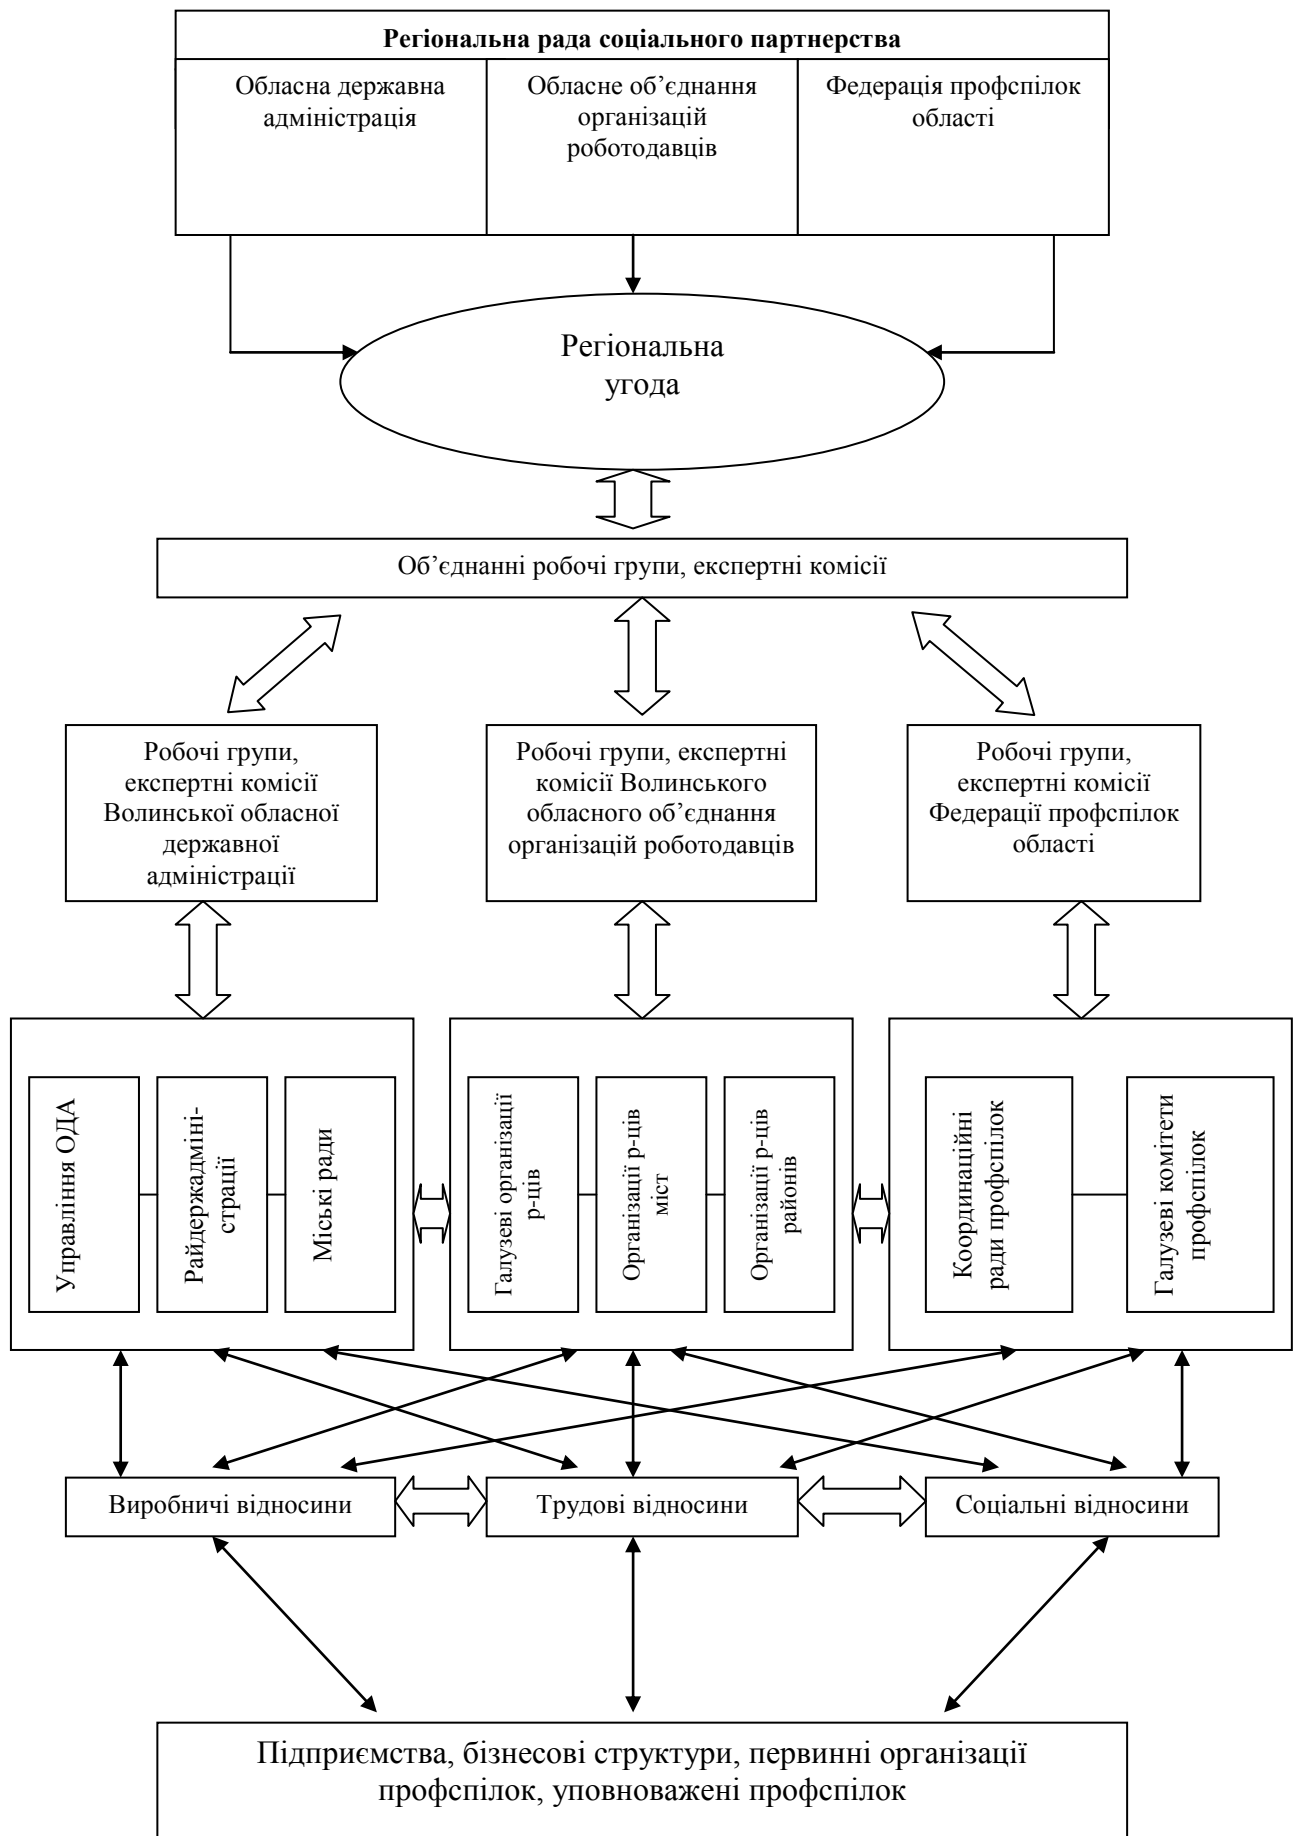 Регіональна рада соціального партнерства
Обласна державна
адміністрація
Обласне об’єднання
організацій
роботодавців
Федерація профспілок
області
Регіональна
угода
Об’єднанні робочі групи, експертні комісії
Робочі групи,
експертні комісії
Волинської обласної
державної
адміністрації
Робочі групи, експертні
комісії Волинського
обласного об’єднання
організацій роботодавців
Робочі групи,
експертні комісії
Федерації профспілок
області
Управління ОДА
Райдержадміні-
страції
Міські ради
Галузеві організації
р-ців
Організації р-ців
міст
Організації р-ців
районів
Координаційні
ради профспілок
Галузеві комітети
профспілок
Виробничі відносини
Трудові відносини
Соціальні відносини
Підприємства, бізнесові структури, первинні організації
профспілок, уповноважені профспілок